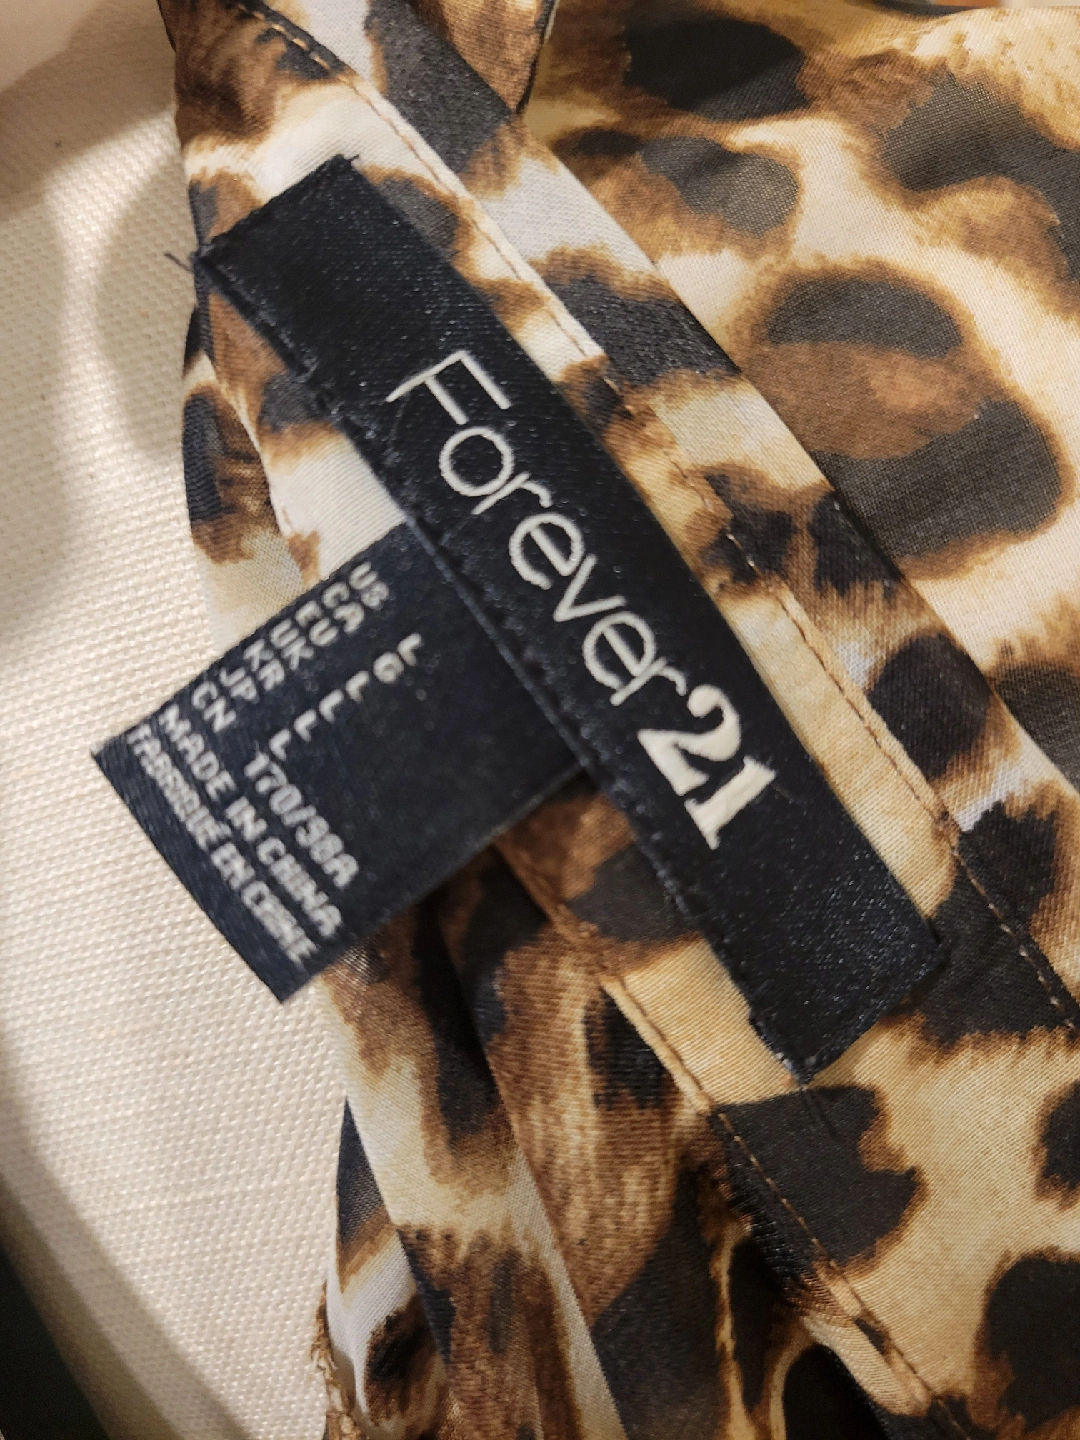 Forever21
US L
CA G
EU L
UK L
KR L
JP L
CN 170/98A
MADE IN CHINA
FABRIQUÉ EN CHINE